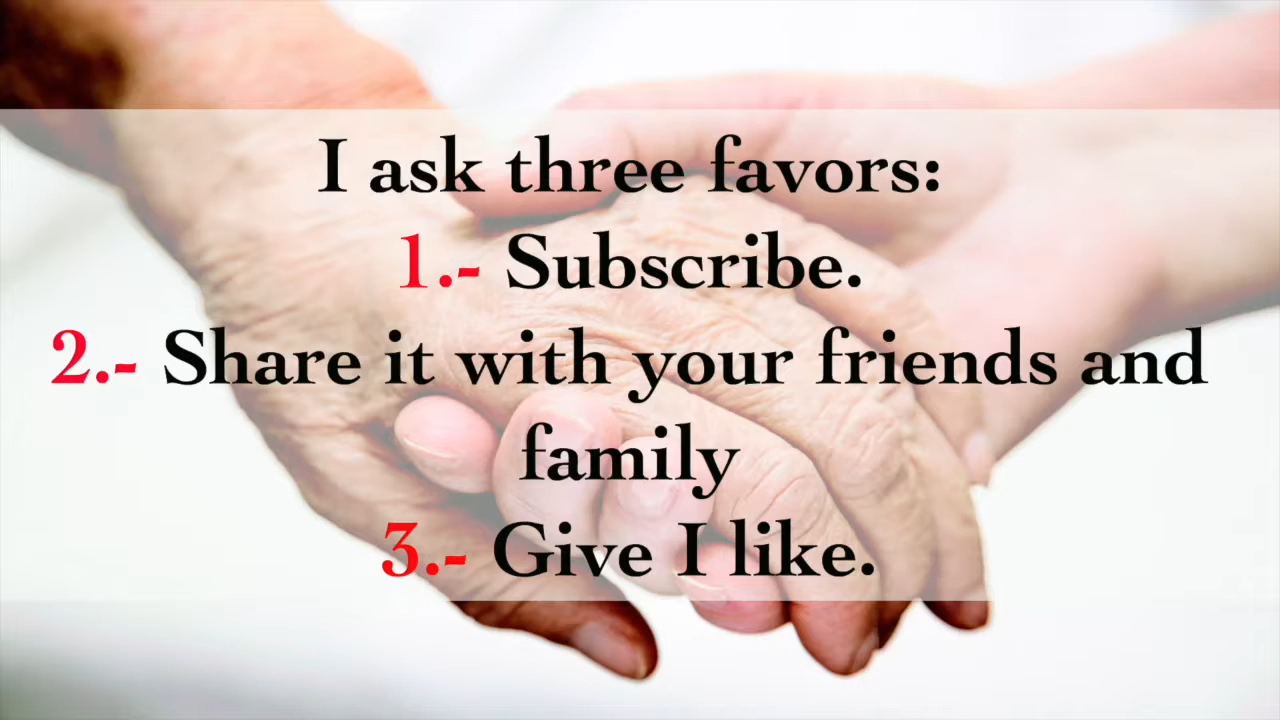 I ask three favors:
1.- Subscribe.
2.- Share it with your friends and
family
3.- Give I like.